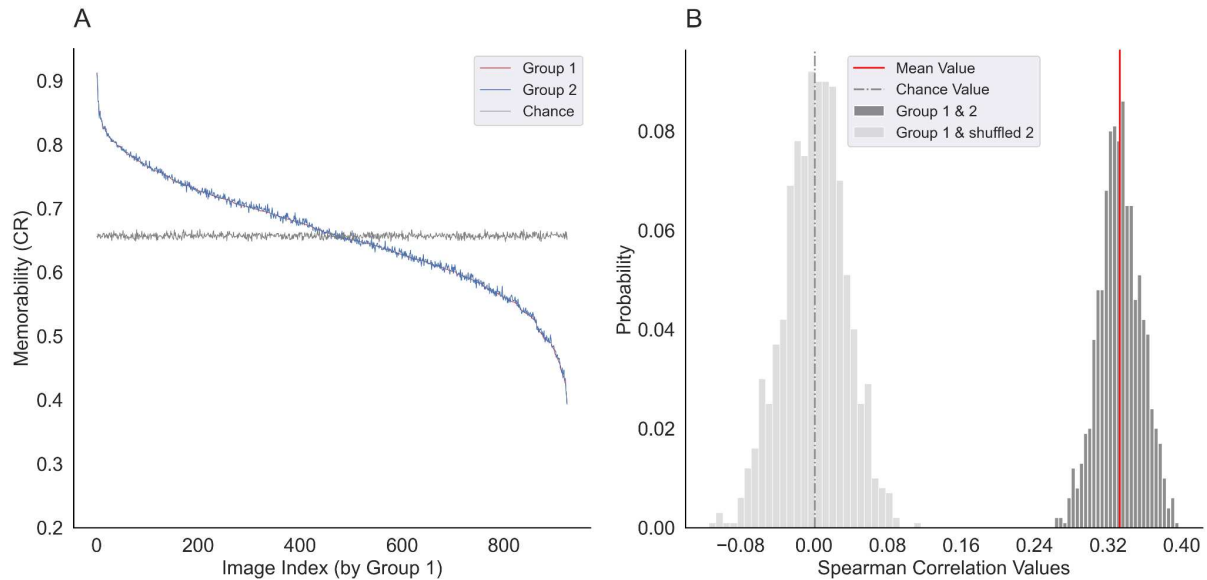 A
Memorability (CR)
0.9
0.8
0.7
0.6
0.5
0.4
0.3
0.2
0
200
400
600
800
Image Index (by Group 1)
Group 1
Group 2
Chance
B
Probability
0.08
0.06
0.04
0.02
0.00
−0.08
0.00
0.08
0.16
0.24
0.32
0.40
Spearman Correlation Values
Mean Value
Chance Value
Group 1 & 2
Group 1 & shuffled 2